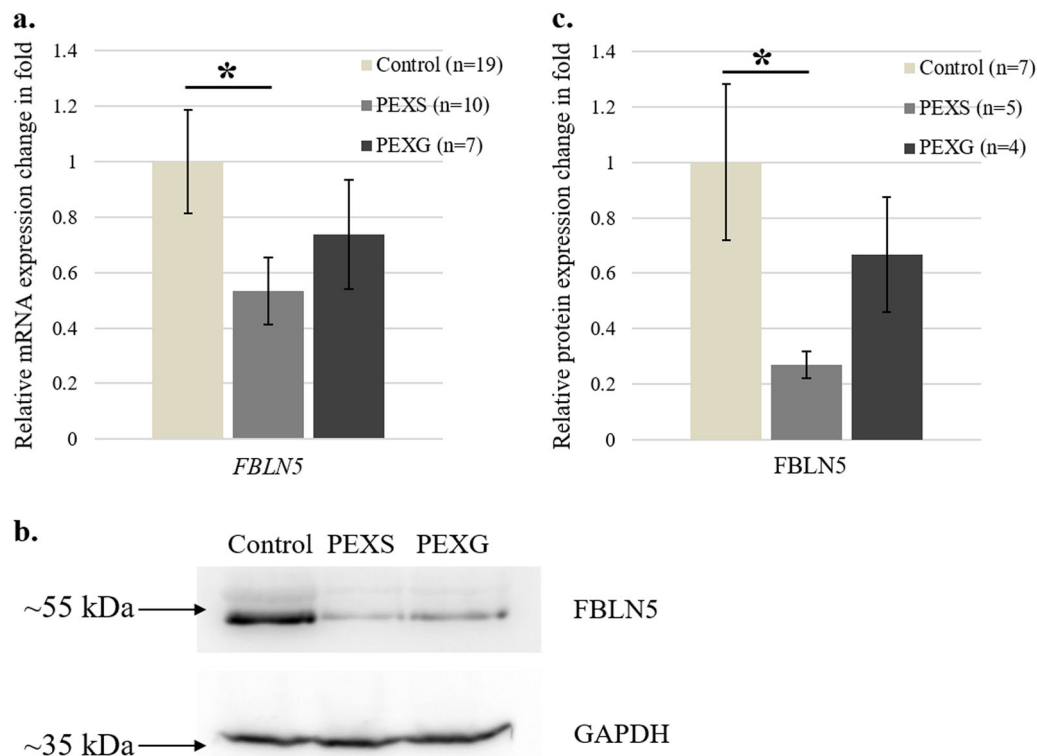 a.
Relative mRNA expression change in fold
1.4
1.2
1
0.8
0.6
0.4
0.2
0
*
Control (n=19)
PEXS (n=10)
PEXG (n=7)
FBLN5
c.
Relative protein expression change in fold
1.4
1.2
1
0.8
0.6
0.4
0.2
0
*
Control (n=7)
PEXS (n=5)
PEXG (n=4)
FBLN5
b.
Control PEXS PEXG
~55 kDa
FBLN5
~35 kDa
GAPDH